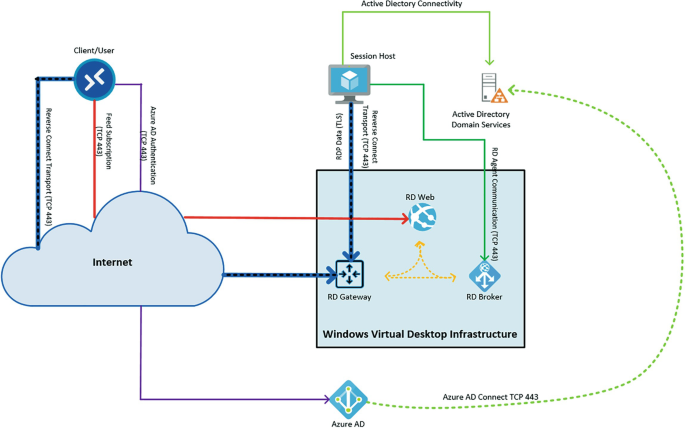 Active Diectory Connectivity
Client/User
Session Host
Reverse Connect Transport (TCP 443)
Feed Subscription
(TCP 443)
Azure AD Authentication
(TCP 443)
RDP Data (TLS)
Reverse Connect
Transport (TCP 443)
RD Agent Communication (TCP 443)
Active Directory
Domain Services
RD Web
Internet
RD Gateway
RD Broker
Windows Virtual Desktop Infrastructure
Azure AD Connect TCP 443
Azure AD